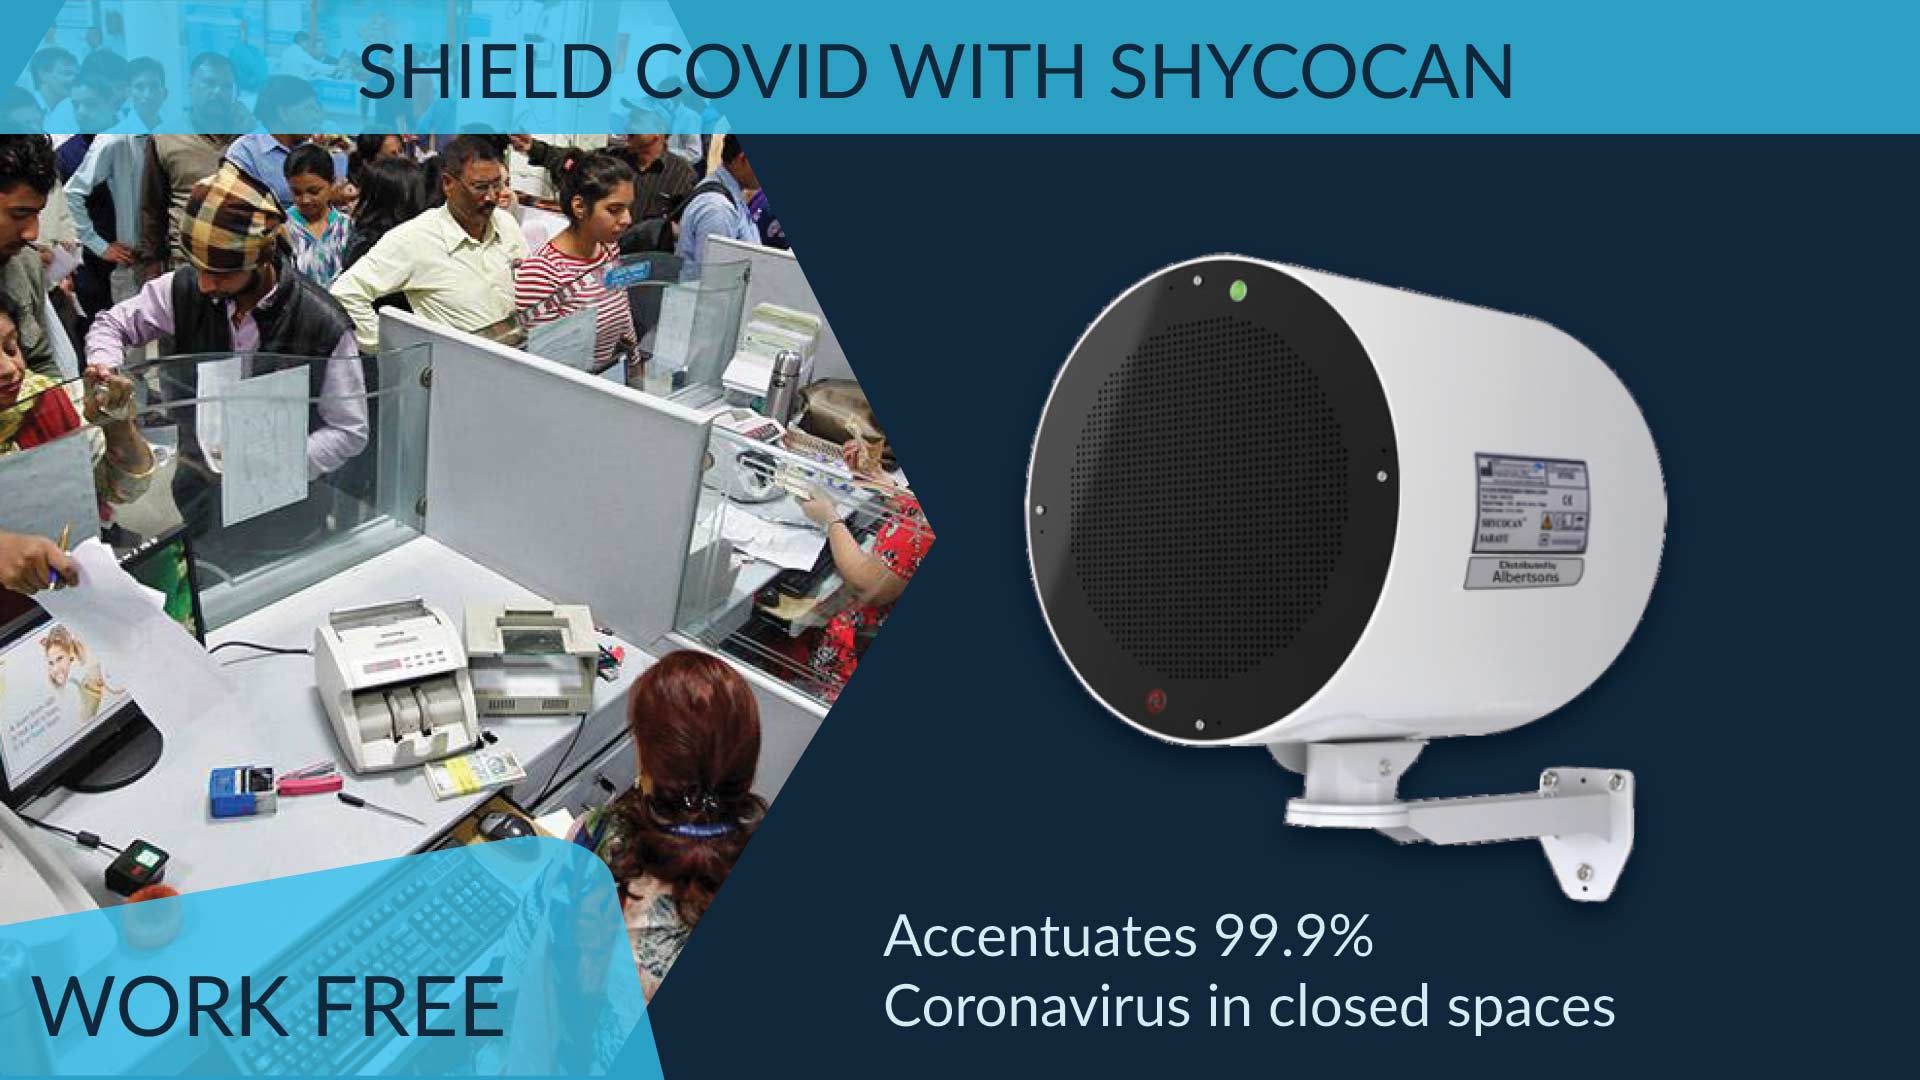 SHIELD COVID WITH SHYCOCAN
SHYCOCAN
Distributed by
Albertsons
Accentuates 99.9%
Coronavirus in closed spaces
WORK FREE